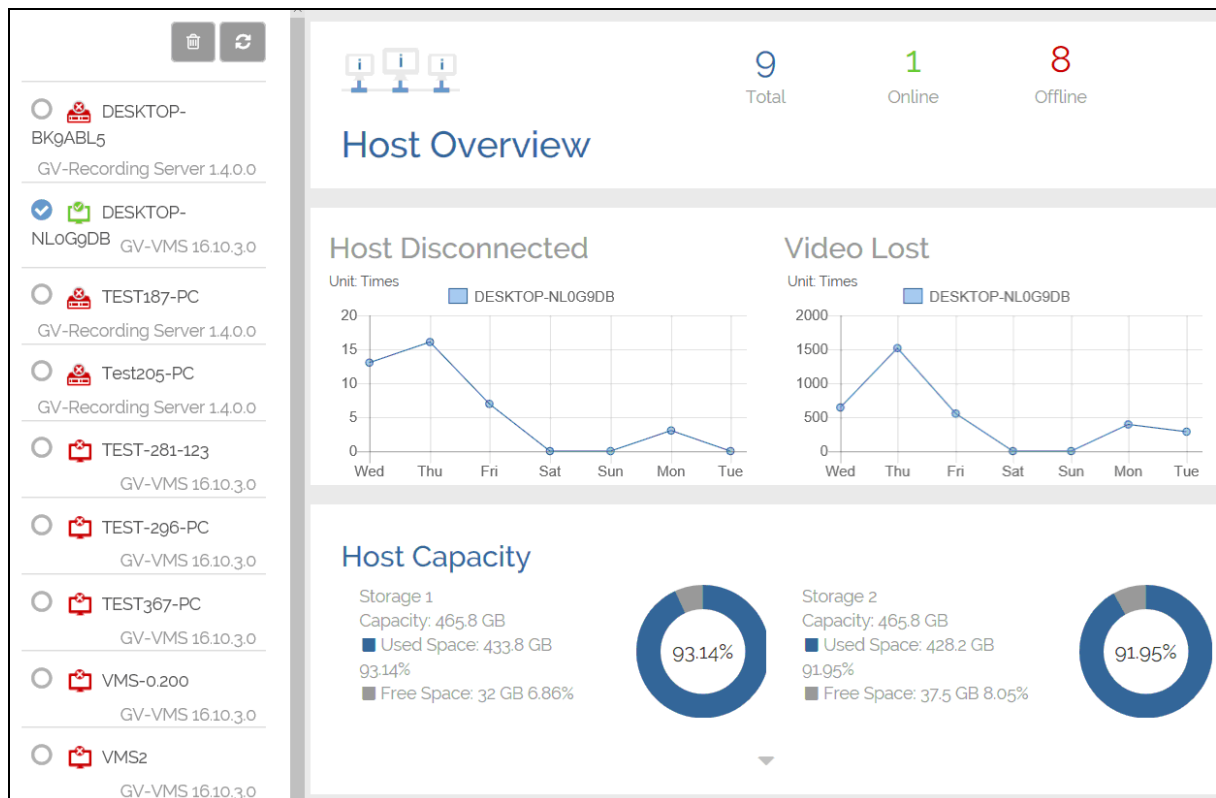 DESKTOP-
BK9ABL5
GV-Recording Server 1.4.0.0
DESKTOP-
NL0G9DB GV-VMS 16.10.3.0
TEST187-PC
GV-Recording Server 1.4.0.0
Test205-PC
GV-Recording Server 1.4.0.0
TEST-281-123
GV-VMS 16.10.3.0
TEST-296-PC
GV-VMS 16.10.3.0
TEST367-PC
GV-VMS 16.10.3.0
VMS-0.200
GV-VMS 16.10.3.0
VMS2
GV-VMS 16.10.3.0
i i i
9 1 8
Total Online Offline
Host Overview
Host Disconnected
Unit: Times
DESKTOP-NL0G9DB
20
15
10
5
0
Wed Thu Fri Sat Sun Mon Tue
Video Lost
Unit: Times
DESKTOP-NL0G9DB
2000
1500
1000
500
0
Wed Thu Fri Sat Sun Mon Tue
Host Capacity
Storage 1
Capacity: 465.8 GB
Used Space: 433.8 GB
93.14%
Free Space: 32 GB 6.86%
93.14%
Storage 2
Capacity: 465.8 GB
Used Space: 428.2 GB
91.95%
Free Space: 37.5 GB 8.05%
91.95%